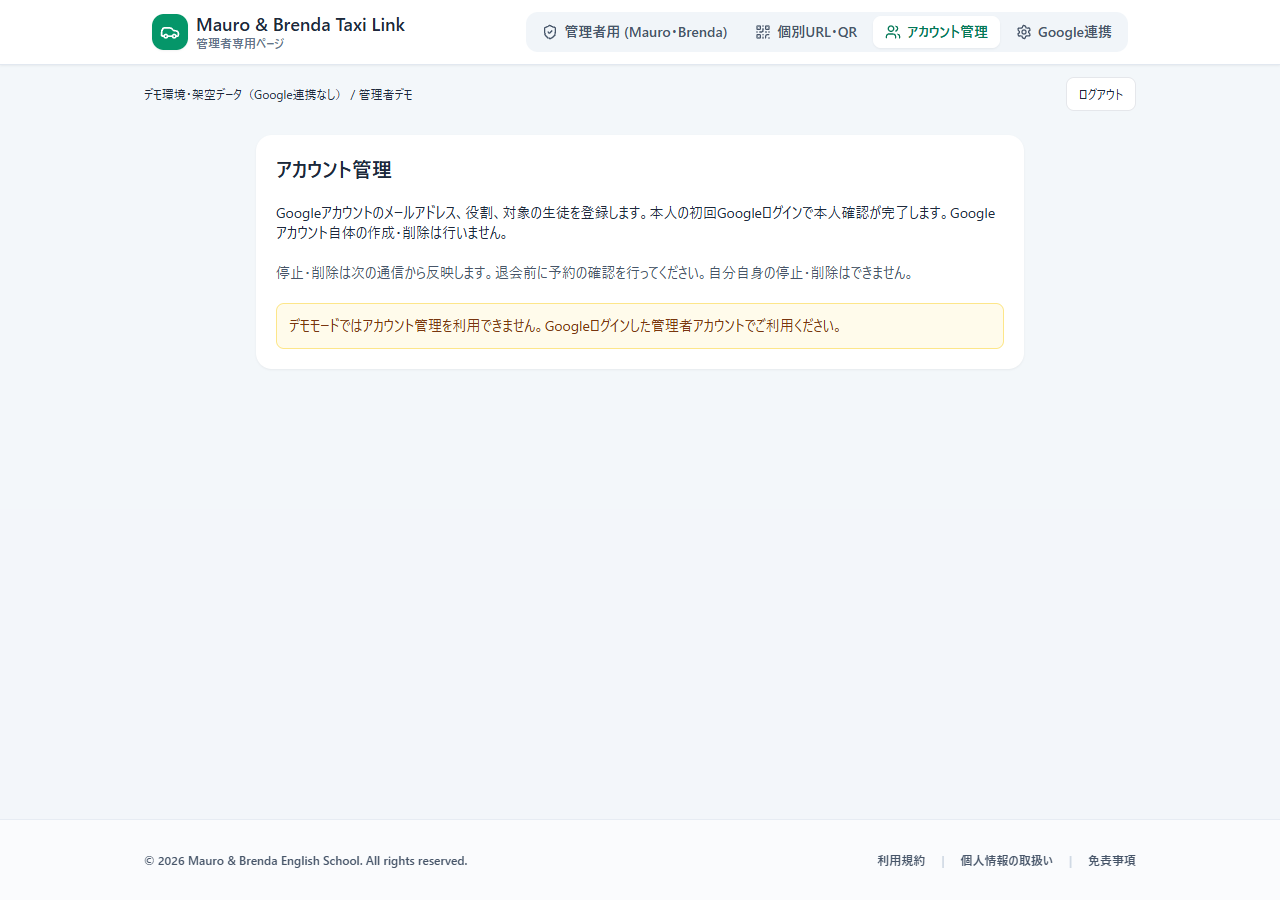 Mauro & Brenda Taxi Link
管理者専用ページ
管理者用 (Mauro・Brenda)
個別URL・QR
アカウント管理
Google連携
デモ環境・架空データ（Google連携なし） / 管理者デモ
ログアウト
アカウント管理
Googleアカウントのメールアドレス、役割、対象の生徒を登録します。本人の初回Googleログインで本人確認が完了します。Google
アカウント自体の作成・削除は行いません。
停止・削除は次の通信から反映します。退会前に予約の確認を行ってください。自分自身の停止・削除はできません。
デモモードではアカウント管理を利用できません。Googleログインした管理者アカウントでご利用ください。
© 2026 Mauro & Brenda English School. All rights reserved.
利用規約 | 個人情報の取扱い | 免責事項